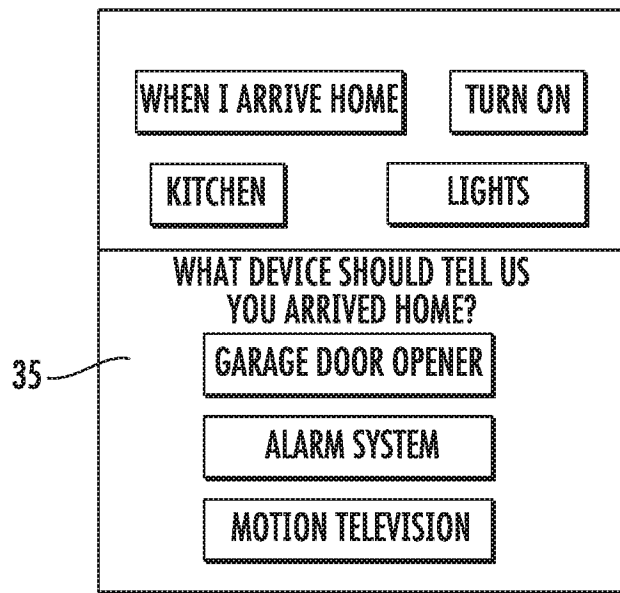 WHEN I ARRIVE HOME TURN ON
KITCHEN LIGHTS
WHAT DEVICE SHOULD TELL US
YOU ARRIVED HOME?
GARAGE DOOR OPENER
35
ALARM SYSTEM
MOTION TELEVISION